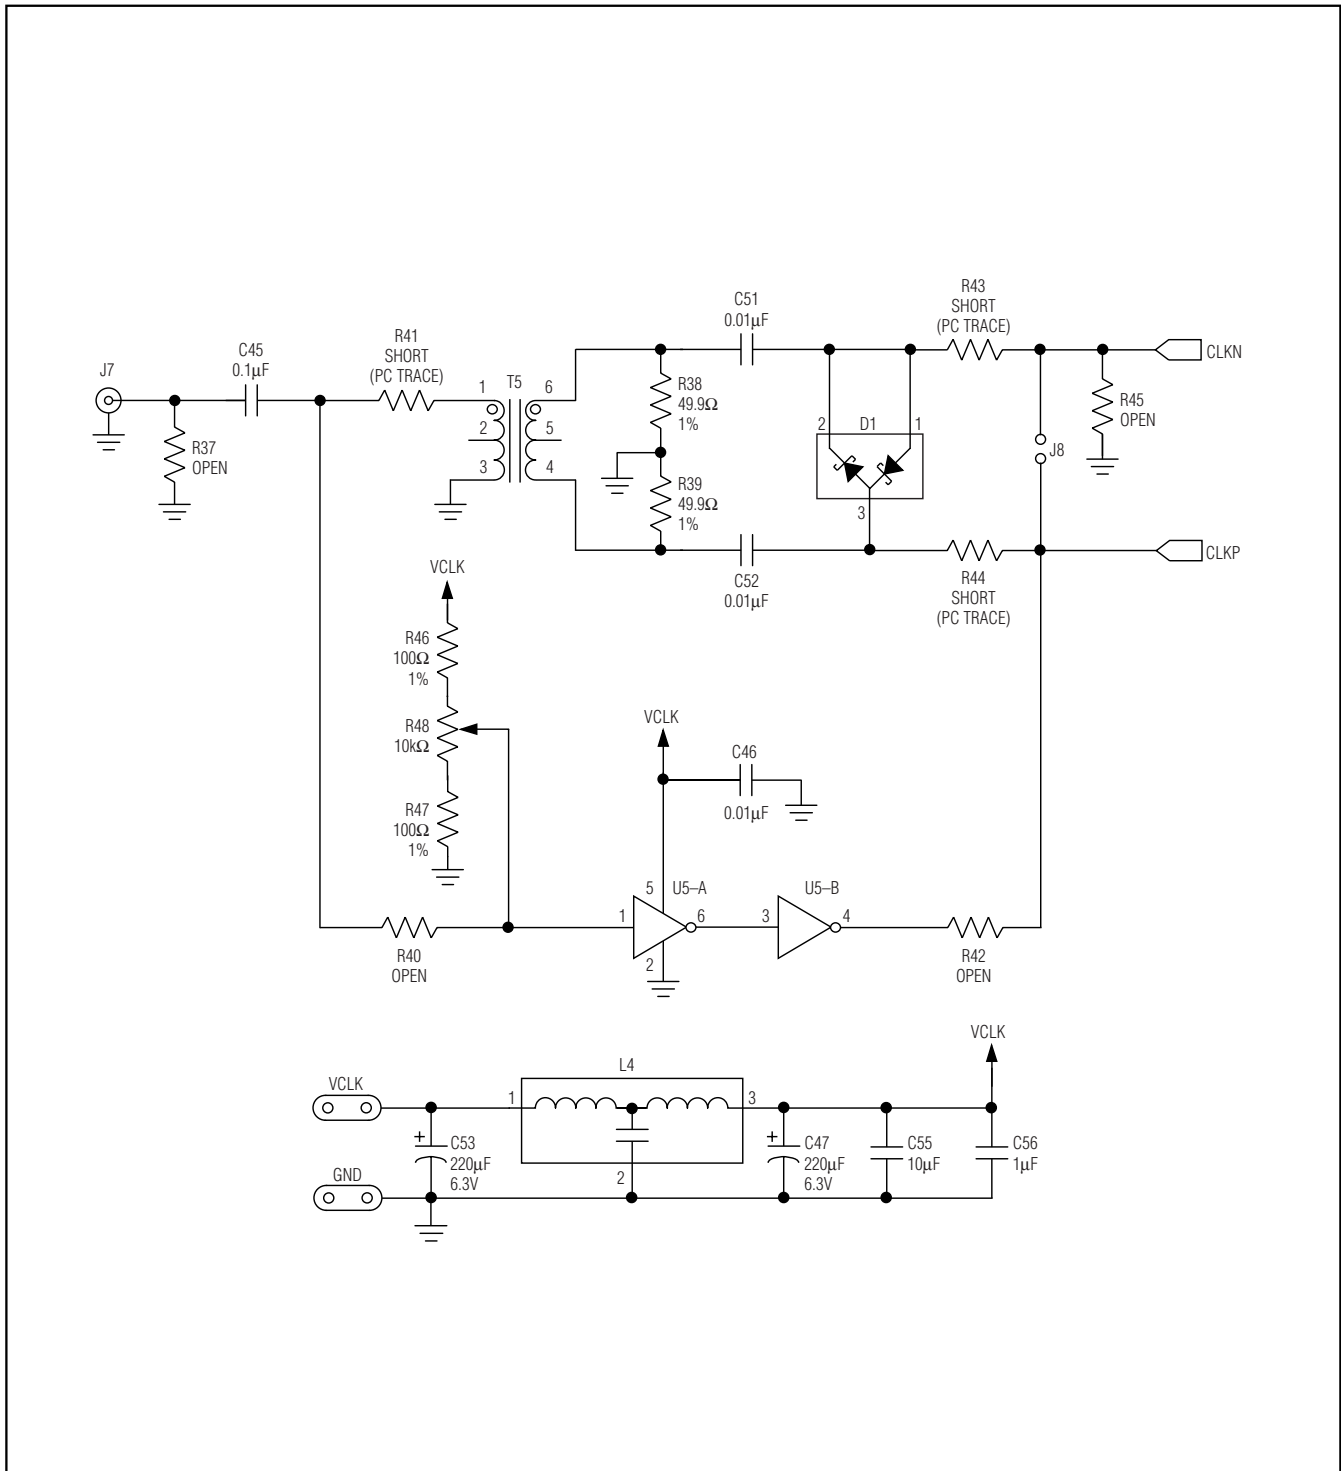 J7
C45
0.1μF
R37
OPEN
R41
SHORT
(PC TRACE)
T5
1
2
3
6
5
4
R38
49.9Ω
1%
R39
49.9Ω
1%
C51
0.01μF
C52
0.01μF
D1
2
1
3
R43
SHORT
(PC TRACE)
R44
SHORT
(PC TRACE)
J8
R45
OPEN
CLKN
CLKP
VCLK
R46
100Ω
1%
R48
10kΩ
R47
100Ω
1%
VCLK
C46
0.01μF
R40
OPEN
1
5
U5–A
6
2
3
U5–B
4
R42
OPEN
VCLK
GND
C53
220μF
6.3V
L4
1
3
2
C47
220μF
6.3V
C55
10μF
VCLK
C56
1μF
+
+